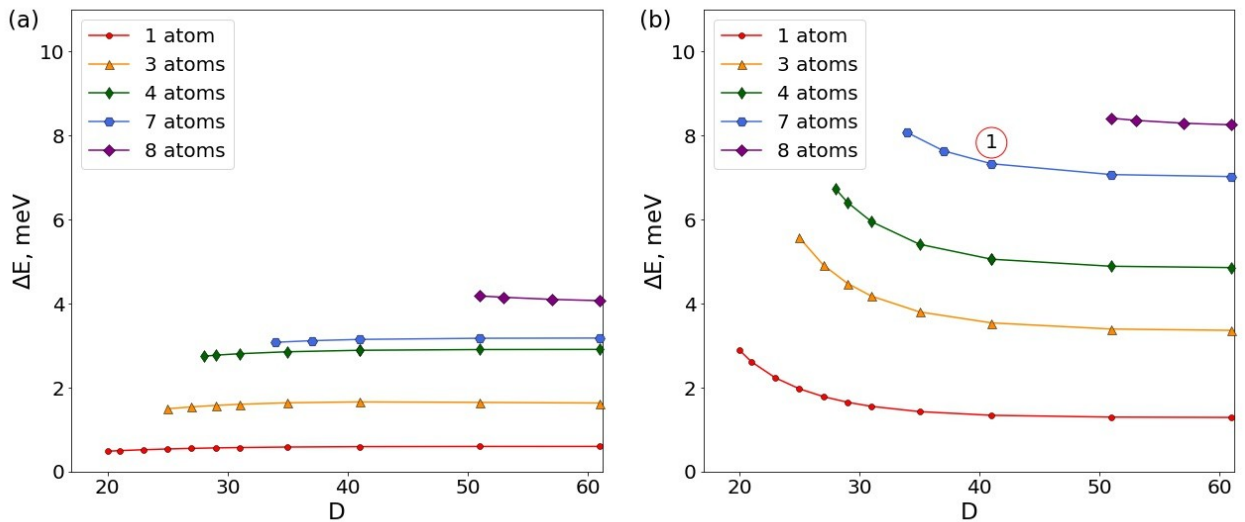 (a)
1 atom
3 atoms
4 atoms
7 atoms
8 atoms
10
8
6
4
2
0
ΔE, meV
20 30 40 50 60
D
(b)
1 atom
3 atoms
4 atoms
7 atoms
8 atoms
1
10
8
6
4
2
0
ΔE, meV
20 30 40 50 60
D